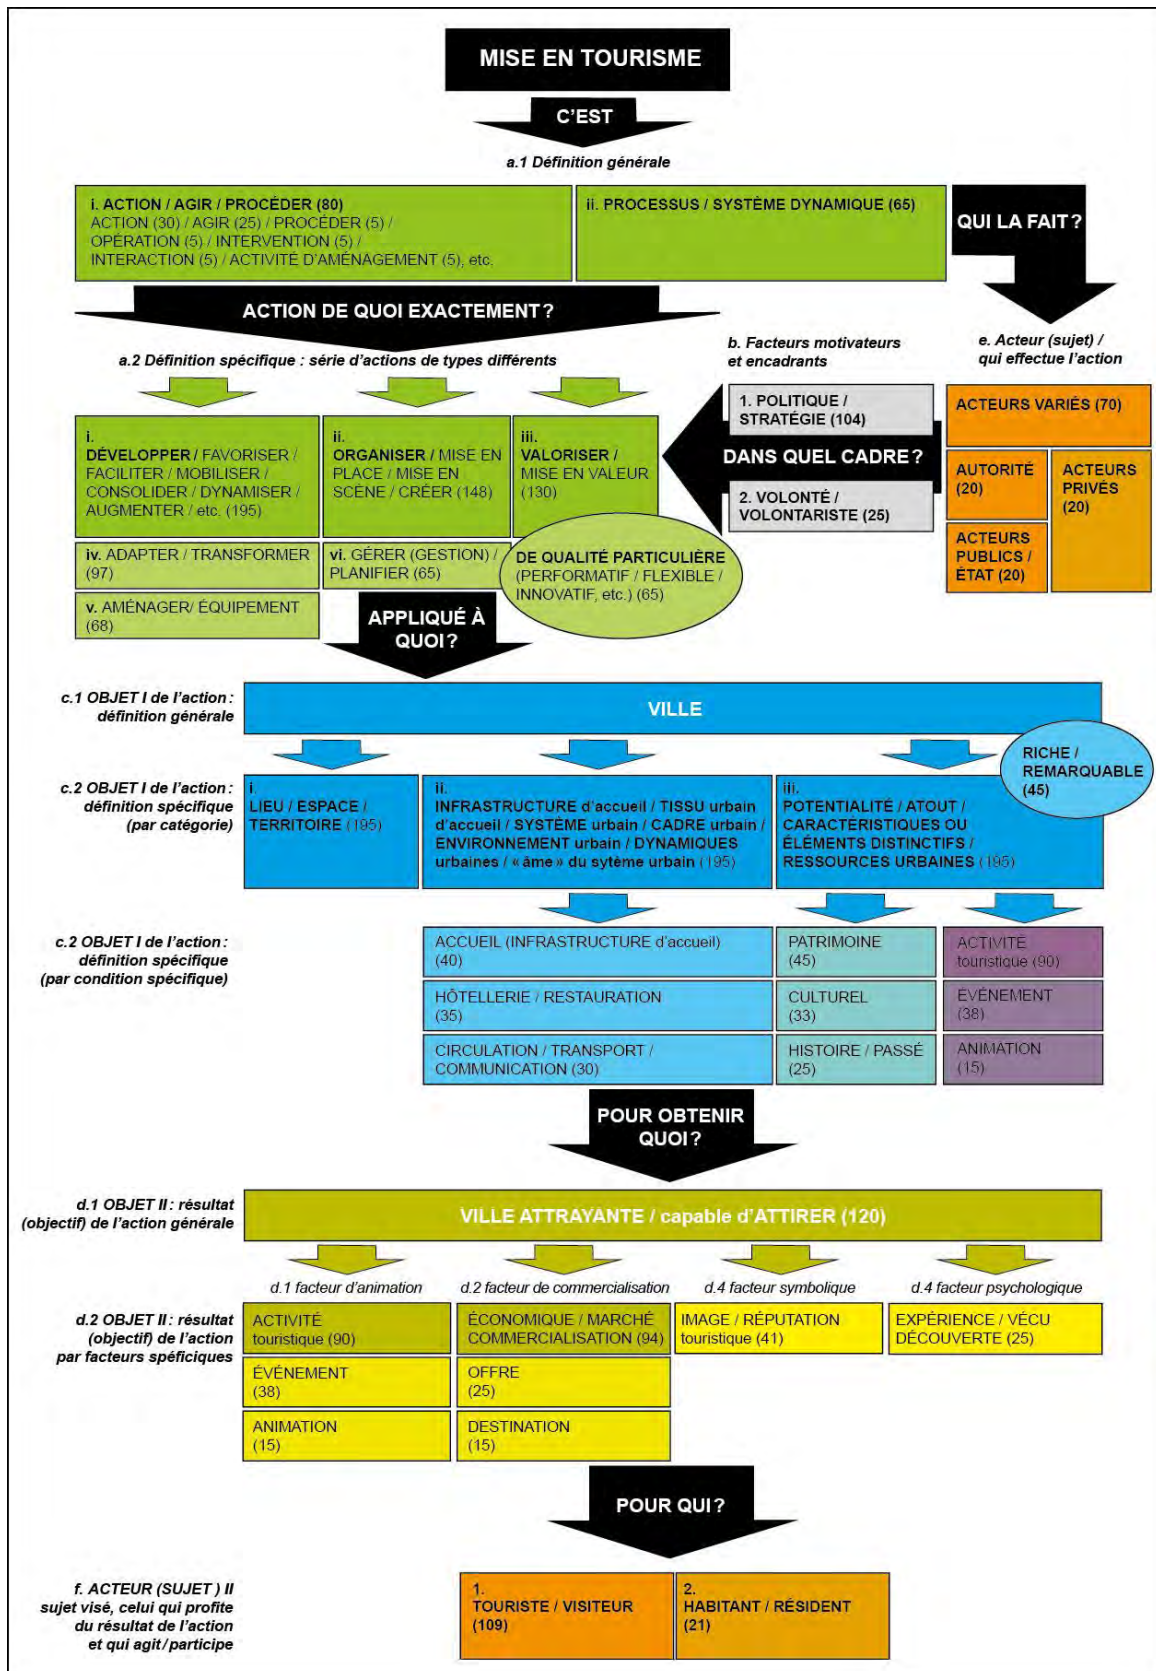 MISE EN TOURISME
C'EST
a.1 Définition générale
i. ACTION / AGIR / PROCÉDER (80)
ACTION (30) / AGIR (25) / PROCÉDER (5) /
OPÉRATION (5) / INTERVENTION (5) /
INTERACTION (5) / ACTIVITÉ D'AMÉNAGEMENT (5), etc.
ii. PROCESSUS / SYSTÈME DYNAMIQUE (65)
QUI LA FAIT ?
ACTION DE QUOI EXACTEMENT ?
a.2 Définition spécifique : série d'actions de types différents
b. Facteurs motivateurs
et encadrants
e. Acteur (sujet) /
qui effectue l'action
i.
DÉVELOPPER / FAVORISER /
FACILITER / MOBILISER /
CONSOLIDER / DYNAMISER /
AUGMENTER / etc. (195)
ii.
ORGANISER / MISE EN
PLACE / MISE EN
SCÈNE / CRÉER (148)
iii.
VALORISER /
MISE EN VALEUR
(130)
1. POLITIQUE /
STRATÉGIE (104)
DANS QUEL CADRE ?
2. VOLONTÉ /
VOLONTARISTE (25)
ACTEURS VARIÉS (70)
AUTORITÉ
(20)
ACTEURS
PRIVÉS
(20)
ACTEURS
PUBLICS /
ÉTAT (20)
iv. ADAPTER / TRANSFORMER
(97)
vi. GÉRER (GESTION) /
PLANIFIER (65)
DE QUALITÉ PARTICULIÈRE
(PERFORMATIF / FLEXIBLE /
INNOVATIF, etc.) (65)
v. AMÉNAGER/ ÉQUIPEMENT
(68)
APPLIQUÉ À
QUOI ?
c.1 OBJET I de l'action :
définition générale
VILLE
RICHE /
REMARQUABLE
(45)
c.2 OBJET I de l'action :
définition spécifique
(par catégorie)
i.
LIEU / ESPACE /
TERRITOIRE (195)
ii.
INFRASTRUCTURE d'accueil / TISSU urbain
d'accueil / SYSTÈME urbain / CADRE urbain /
ENVIRONNEMENT urbain / DYNAMIQUES
urbaines / « âme » du sytème urbain (195)
iii.
POTENTIALITÉ / ATOUT /
CARACTÉRISTIQUES OU
ÉLÉMENTS DISTINCTIFS /
RESSOURCES URBAINES (195)
c.2 OBJET I de l'action :
définition spécifique
(par condition spécifique)
ACCUEIL (INFRASTRUCTURE d'accueil)
(40)
PATRIMOINE
(45)
ACTIVITÉ
touristique (90)
HÔTELLERIE / RESTAURATION
(35)
CULTUREL
(33)
ÉVÉNEMENT
(38)
CIRCULATION / TRANSPORT /
COMMUNICATION (30)
HISTOIRE / PASSÉ
(25)
ANIMATION
(15)
POUR OBTENIR
QUOI ?
d.1 OBJET II : résultat
(objectif) de l'action générale
VILLE ATTRAYANTE / capable d'ATTIRER (120)
d.1 facteur d'animation
d.2 facteur de commercialisation
d.4 facteur symbolique
d.4 facteur psychologique
d.2 OBJET II : résultat
(objectif) de l'action
par facteurs spéficiques
ACTIVITÉ
touristique (90)
ÉCONOMIQUE / MARCHÉ
COMMERCIALISATION (94)
IMAGE / RÉPUTATION
touristique (41)
EXPÉRIENCE / VÉCU
DÉCOUVERTE (25)
ÉVÉNEMENT
(38)
OFFRE
(25)
ANIMATION
(15)
DESTINATION
(15)
POUR QUI ?
f. ACTEUR (SUJET ) II
sujet visé, celui qui profite
du résultat de l'action
et qui agit / participe
1.
TOURISTE / VISITEUR
(109)
2.
HABITANT / RÉSIDENT
(21)